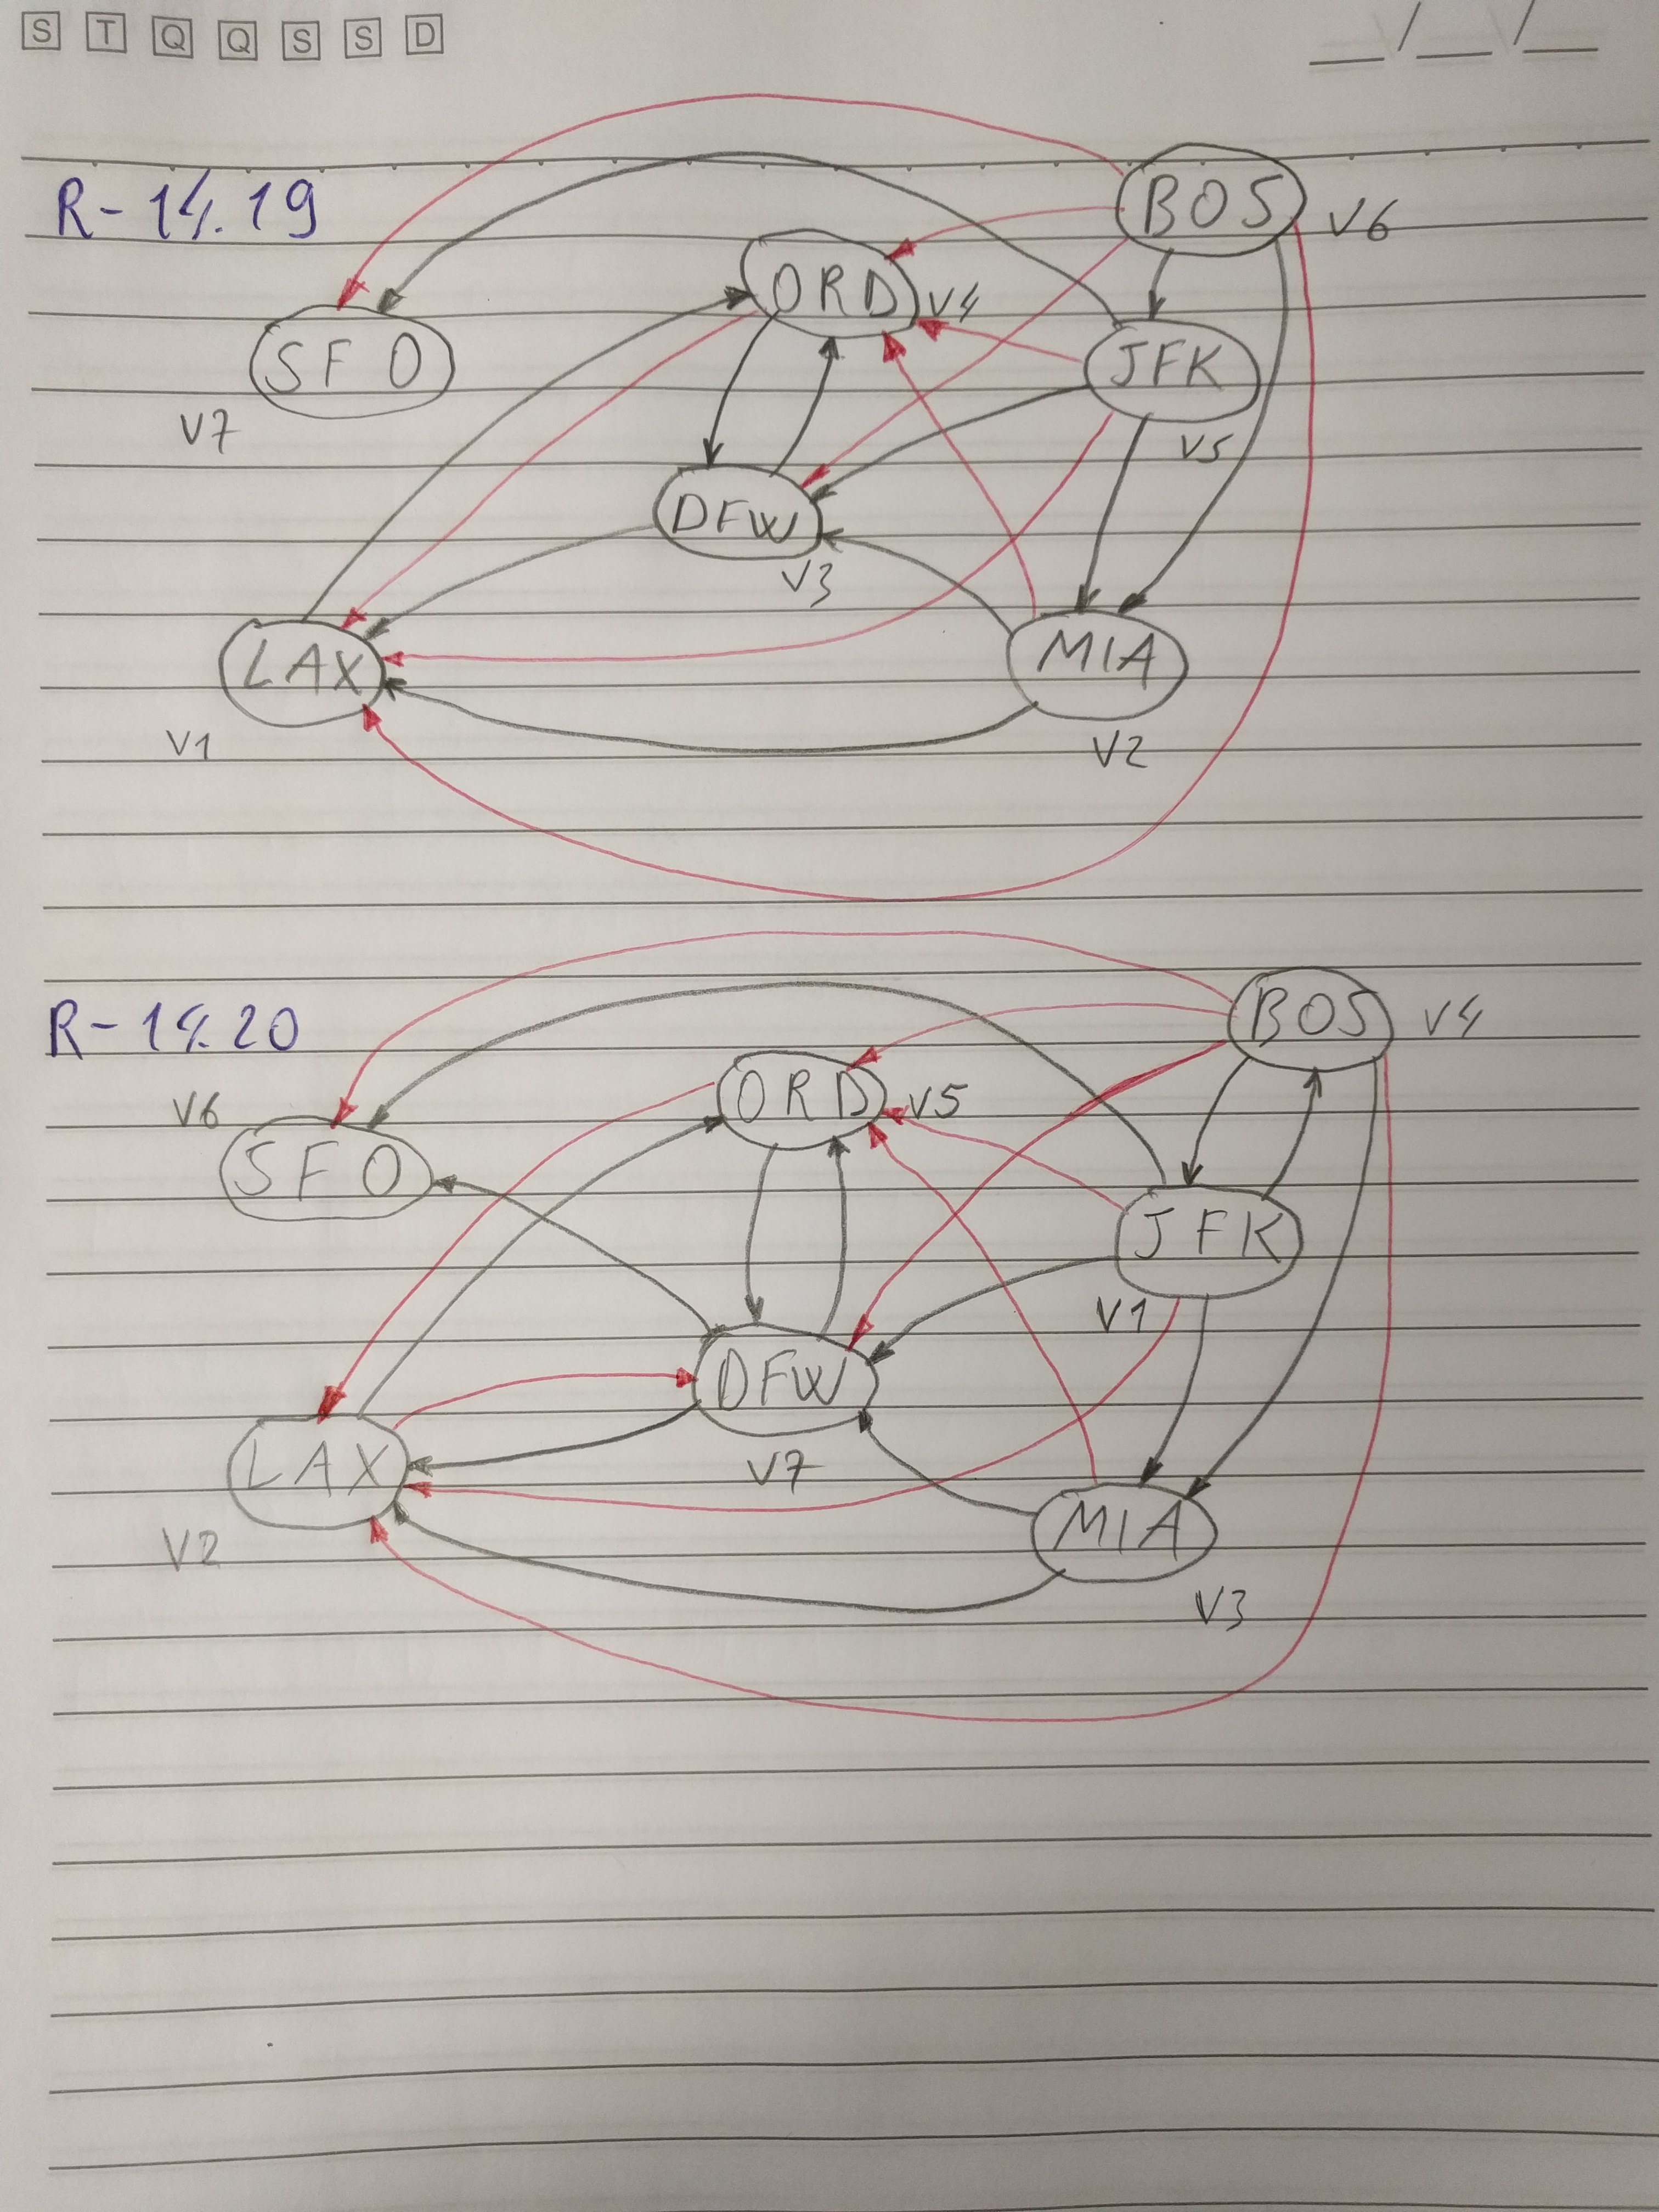 S T Q Q S S D
__/__/__
R-14.19
BOS V6
ORD V4
SFO
V7
JFK
V5
DFW
V3
LAX
V1
MIA
V2
R-14.20
BOS V4
V6
SFO
ORD V5
JFK
V1
DFW
V7
LAX
V2
MIA
V3